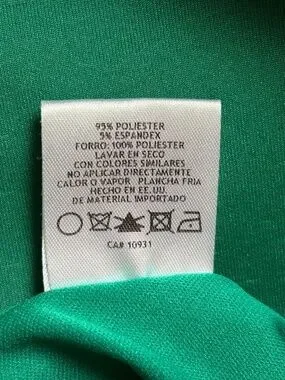 95% POLIESTER
5% ESPANDEX
FORRO: 100% POLIESTER
LAVAR EN SECO
CON COLORES SIMILARES
NO APLICAR DIRECTAMENTE
CALOR O VAPOR PLANCHA FRIA
HECHO EN EE.UU.
DE MATERIAL IMPORTADO
CA# 10931